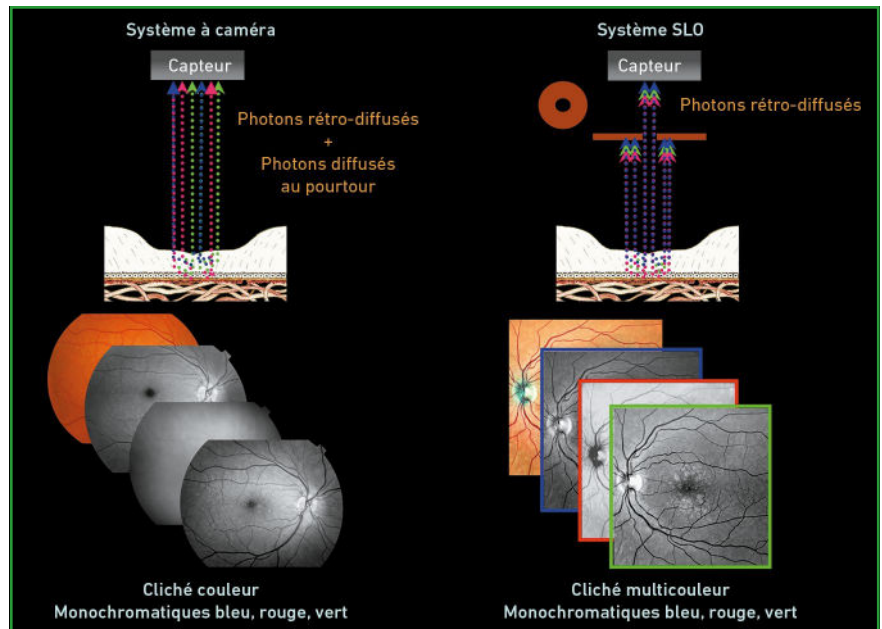 Système à caméra
Capteur
Photons rétro-diffusés
+
Photons diffusés
au pourtour
Cliché couleur
Monochromatiques bleu, rouge, vert
Système SLO
Capteur
Photons rétro-diffusés
Cliché multicouleur
Monochromatiques bleu, rouge, vert